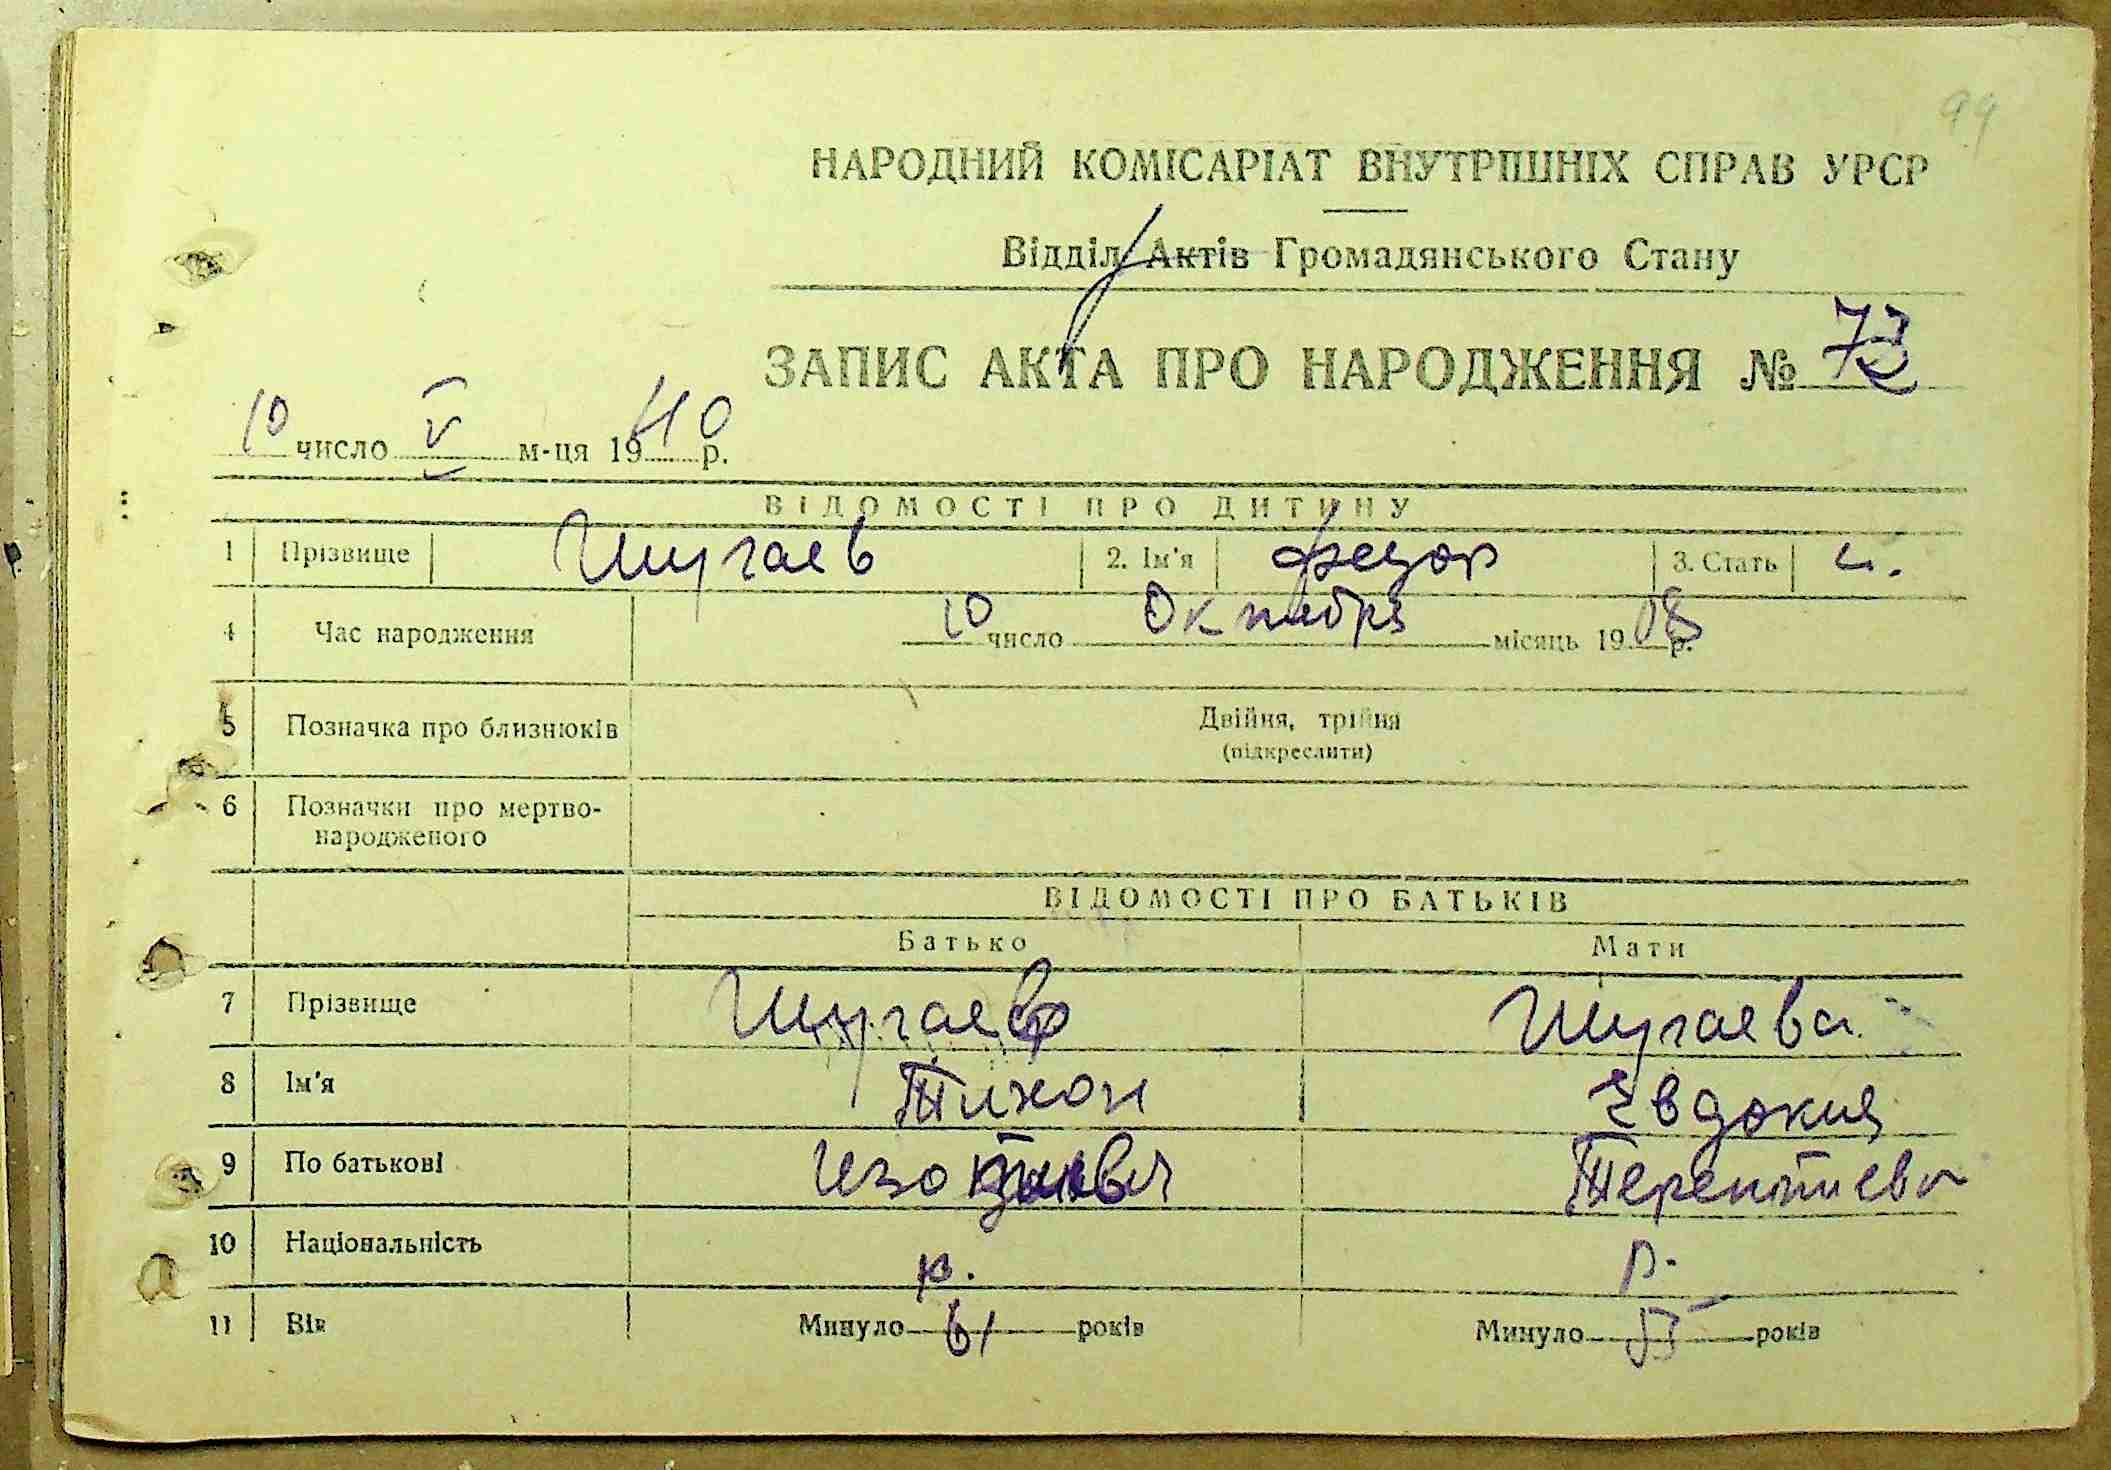 99
НАРОДНИЙ КОМІСАРІАТ ВНУТРІШНІХ СПРАВ УРСР
Відділ Актів Громадянського Стану
ЗАПИС АКТА ПРО НАРОДЖЕННЯ №
10 число V м-ця 1940 р.
ВІДОМОСТІ ПРО ДИТИНУ
1 Прізвище Шугаев 2. Ім'я Федор 3. Стать м.
4 Час народження 10 число Октября місяць 1908 р.
5 Позначка про близнюків Двійня, трійня
(підкреслити)
6 Позначки про мертво-
народженого
ВІДОМОСТІ ПРО БАТЬКІВ
Батько Мати
7 Прізвище Шугаев Шугаева
8 Ім'я Тихон Евдокия
9 По батькові Терентиевн
10 Національність р. р.
11 Вік Минуло 61 років Минуло років